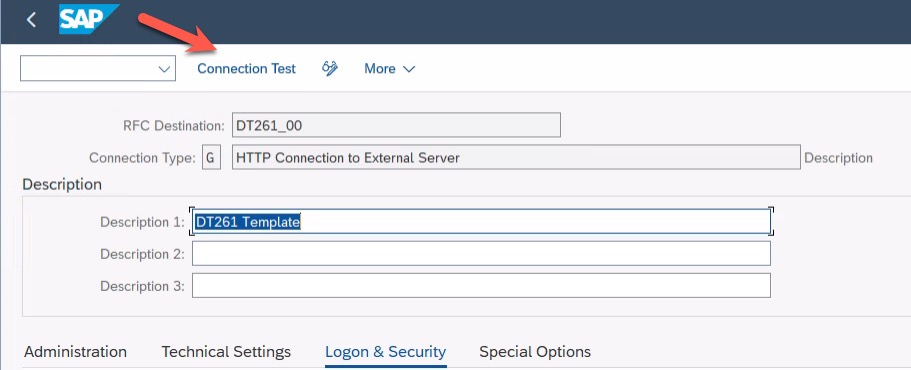 SAP
Connection Test More
RFC Destination: DT261_00
Connection Type: G HTTP Connection to External Server Description
Description
Description 1: DT261 Template
Description 2:
Description 3:
Administration Technical Settings Logon & Security Special Options